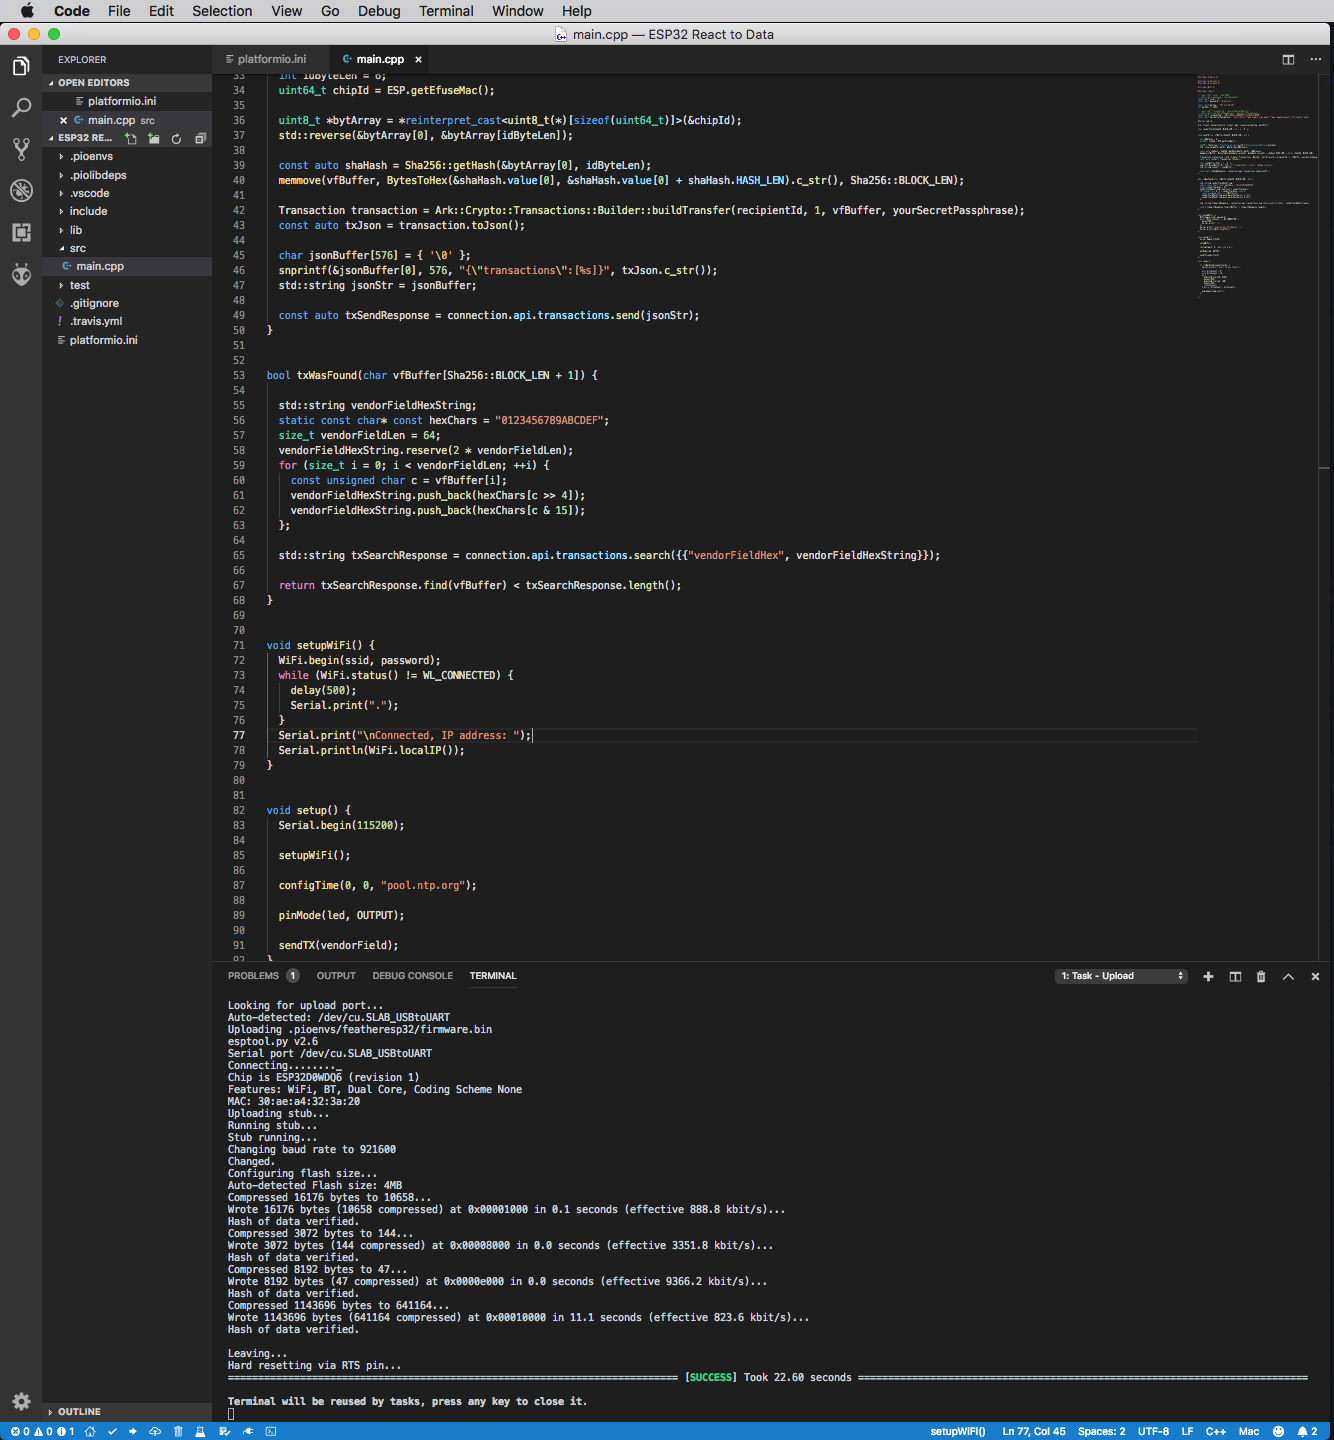 Code File Edit Selection View Go Debug Terminal Window Help
main.cpp — ESP32 React to Data
EXPLORER
OPEN EDITORS
platformio.ini
main.cpp src
ESP32 RE...
.pioenvs
.piolibdeps
.vscode
include
lib
src
main.cpp
test
.gitignore
.travis.yml
platformio.ini
OUTLINE
platformio.ini main.cpp
33 int idByteLen = 6;
34 uint64_t chipId = ESP.getEfuseMac();
35
36 uint8_t *bytArray = *reinterpret_cast<uint8_t(*)[sizeof(uint64_t)]>(&chipId);
37 std::reverse(&bytArray[0], &bytArray[idByteLen]);
38
39 const auto shaHash = Sha256::getHash(&bytArray[0], idByteLen);
40 memmove(vfBuffer, BytesToHex(&shaHash.value[0], &shaHash.value[0] + shaHash.HASH_LEN).c_str(), Sha256::BLOCK_LEN);
41
42 Transaction transaction = Ark::Crypto::Transactions::Builder::buildTransfer(recipientId, 1, vfBuffer, yourSecretPassphrase);
43 const auto txJson = transaction.toJson();
44
45 char jsonBuffer[576] = { '\0' };
46 snprintf(&jsonBuffer[0], 576, "{\"transactions\":[%s]}", txJson.c_str());
47 std::string jsonStr = jsonBuffer;
48
49 const auto txSendResponse = connection.api.transactions.send(jsonStr);
50 }
51
52
53 bool txWasFound(char vfBuffer[Sha256::BLOCK_LEN + 1]) {
54
55 std::string vendorFieldHexString;
56 static const char* const hexChars = "0123456789ABCDEF";
57 size_t vendorFieldLen = 64;
58 vendorFieldHexString.reserve(2 * vendorFieldLen);
59 for (size_t i = 0; i < vendorFieldLen; ++i) {
60 const unsigned char c = vfBuffer[i];
61 vendorFieldHexString.push_back(hexChars[c >> 4]);
62 vendorFieldHexString.push_back(hexChars[c & 15]);
63 };
64
65 std::string txSearchResponse = connection.api.transactions.search({{"vendorFieldHex", vendorFieldHexString}});
66
67 return txSearchResponse.find(vfBuffer) < txSearchResponse.length();
68 }
69
70
71 void setupWiFi() {
72 WiFi.begin(ssid, password);
73 while (WiFi.status() != WL_CONNECTED) {
74 delay(500);
75 Serial.print(".");
76 }
77 Serial.print("\nConnected, IP address: ");
78 Serial.println(WiFi.localIP());
79 }
80
81
82 void setup() {
83 Serial.begin(115200);
84
85 setupWiFi();
86
87 configTime(0, 0, "pool.ntp.org");
88
89 pinMode(led, OUTPUT);
90
91 sendTX(vendorField);
92 }
PROBLEMS 1 OUTPUT DEBUG CONSOLE TERMINAL 1: Task - Upload
Looking for upload port...
Auto-detected: /dev/cu.SLAB_USBtoUART
Uploading .pioenvs/featheresp32/firmware.bin
esptool.py v2.6
Serial port /dev/cu.SLAB_USBtoUART
Connecting........_
Chip is ESP32D0WDQ6 (revision 1)
Features: WiFi, BT, Dual Core, Coding Scheme None
MAC: 30:ae:a4:32:3a:20
Uploading stub...
Running stub...
Stub running...
Changing baud rate to 921600
Changed.
Configuring flash size...
Auto-detected Flash size: 4MB
Compressed 16176 bytes to 10658...
Wrote 16176 bytes (10658 compressed) at 0x00001000 in 0.1 seconds (effective 888.8 kbit/s)...
Hash of data verified.
Compressed 3072 bytes to 144...
Wrote 3072 bytes (144 compressed) at 0x00008000 in 0.0 seconds (effective 3351.8 kbit/s)...
Hash of data verified.
Compressed 8192 bytes to 47...
Wrote 8192 bytes (47 compressed) at 0x0000e000 in 0.0 seconds (effective 9366.2 kbit/s)...
Hash of data verified.
Compressed 1143696 bytes to 641164...
Wrote 1143696 bytes (641164 compressed) at 0x00010000 in 11.1 seconds (effective 823.6 kbit/s)...
Hash of data verified.
Leaving...
Hard resetting via RTS pin...
[SUCCESS] Took 22.60 seconds
Terminal will be reused by tasks, press any key to close it.
0 0 1 setupWiFi() Ln 77, Col 45 Spaces: 2 UTF-8 LF C++ Mac 2